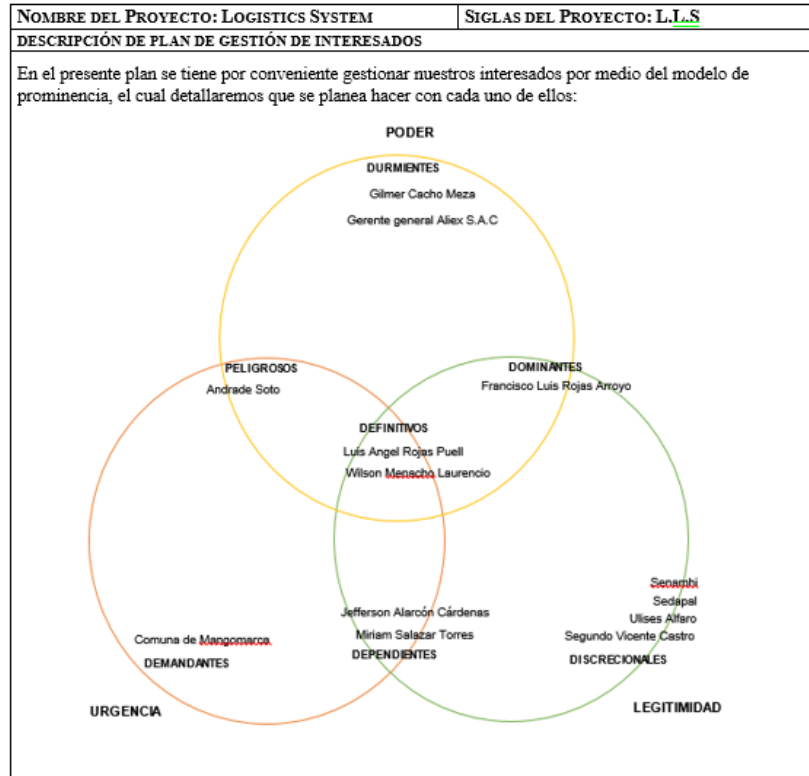 NOMBRE DEL PROYECTO: LOGISTICS SYSTEM
SIGLAS DEL PROYECTO: L.L.S
DESCRIPCIÓN DE PLAN DE GESTIÓN DE INTERESADOS
En el presente plan se tiene por conveniente gestionar nuestros interesados por medio del modelo de
prominencia, el cual detallaremos que se planea hacer con cada uno de ellos:
PODER
DURMIENTES
Gilmer Cacho Meza
Gerente general Aliex S.A.C
PELIGROSOS
Andrade Soto
DOMINANTES
Francisco Luis Rojas Arroyo
DEFINITIVOS
Luis Angel Rojas Puell
Wilson Menacho Laurencio
Jefferson Alarcón Cárdenas
Miriam Salazar Torres
DEPENDIENTES
Comuna de Mangomarca
DEMANDANTES
Senambi
Sedapal
Ulises Alfaro
Segundo Vicente Castro
DISCRECIONALES
URGENCIA
LEGITIMIDAD